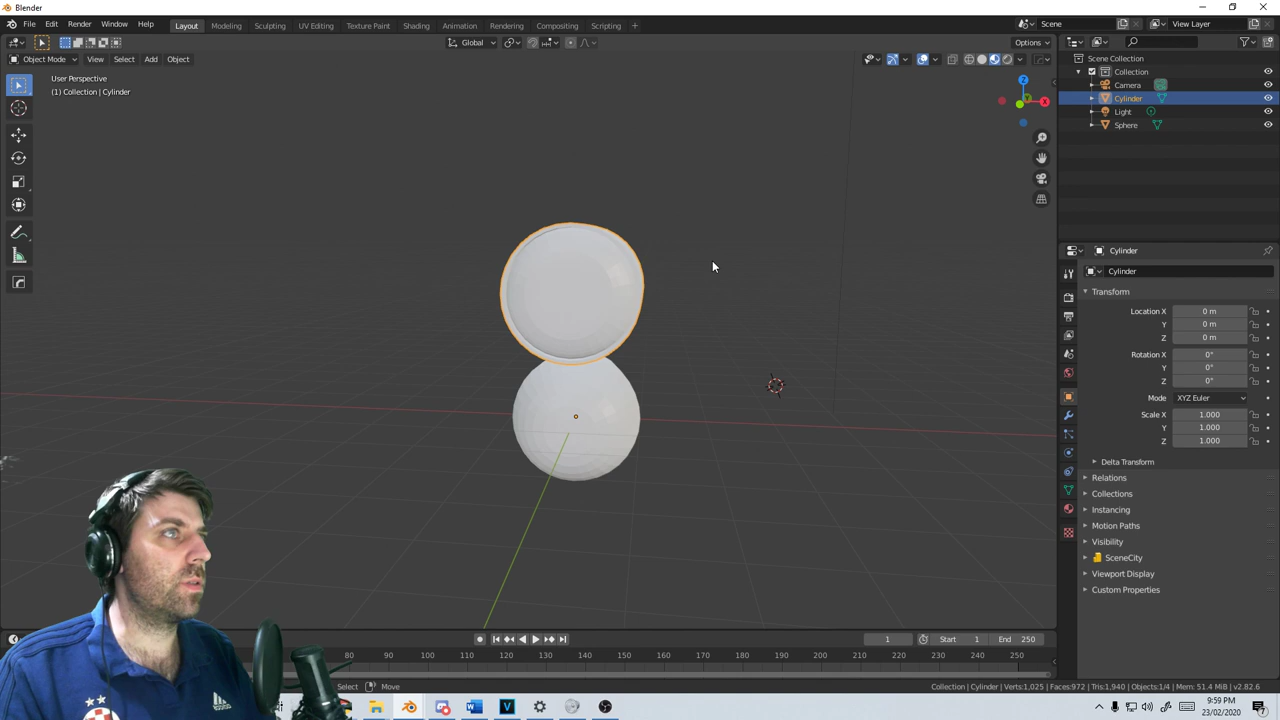 Blender
File Edit Render Window Help Layout Modeling Sculpting UV Editing Texture Paint Shading Animation Rendering Compositing Scripting + Scene View Layer
Global Options
Object Mode View Select Add Object
User Perspective
(1) Collection | Cylinder
Z
Y
X
Scene Collection
Collection
Camera
Cylinder
Light
Sphere
Cylinder
Cylinder
Transform
Location X 0 m
Y 0 m
Z 0 m
Rotation X 0°
Y 0°
Z 0°
Mode XYZ Euler
Scale X 1.000
Y 1.000
Z 1.000
Delta Transform
Relations
Collections
Instancing
Motion Paths
Visibility
SceneCity
Viewport Display
Custom Properties
1 Start 1 End 250
80 90 100 110 120 130 140 150 160 170 180 190 200 210 220 230 240 250
Select Move Collection | Cylinder | Verts:1,025 | Faces:972 | Tris:1,940 | Objects:1/4 | Mem: 51.4 MiB | v2.82.6
9:59 PM
23/02/2020
adidas